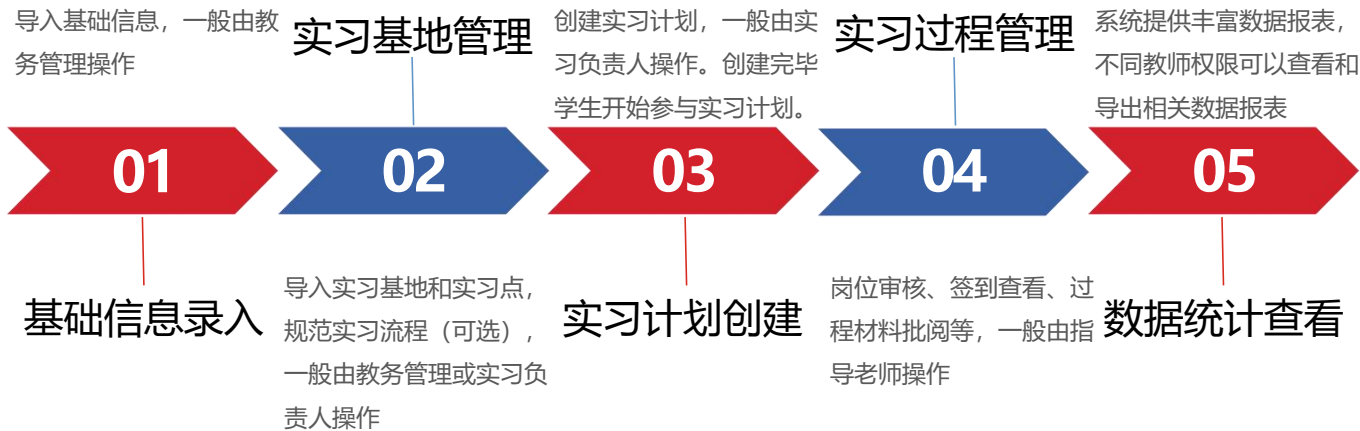 导入基础信息，一般由教
务管理操作
01
基础信息录入
实习基地管理
02
导入实习基地和实习点，
规范实习流程（可选），
一般由教务管理或实习负
责人操作
创建实习计划，一般由实
习负责人操作。创建完毕
学生开始参与实习计划。
03
实习计划创建
实习过程管理
04
岗位审核、签到查看、过
程材料批阅等，一般由指
导老师操作
系统提供丰富数据报表，
不同教师权限可以查看和
导出相关数据报表
05
数据统计查看